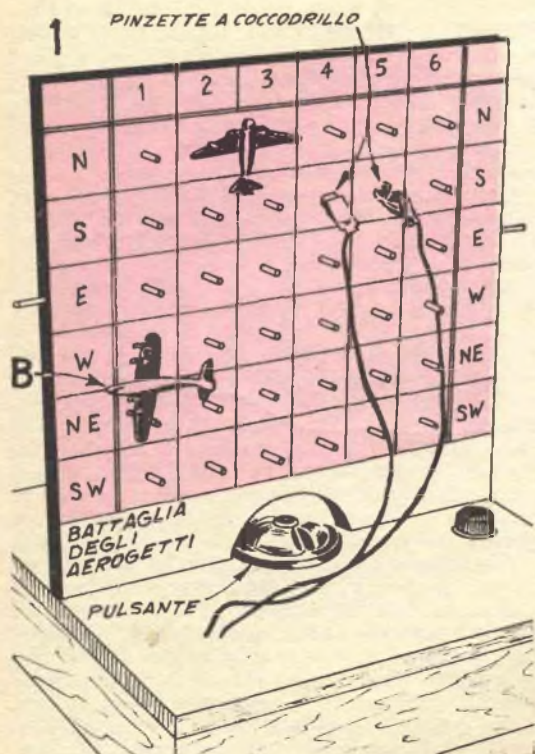 1
PINZETTE A COCCODRILLO
1 2 3 4 5 6
N N
S S
E E
W W
B
NE NE
SW SW
BATTAGLIA
DEGLI
AEROGETTI
PULSANTE